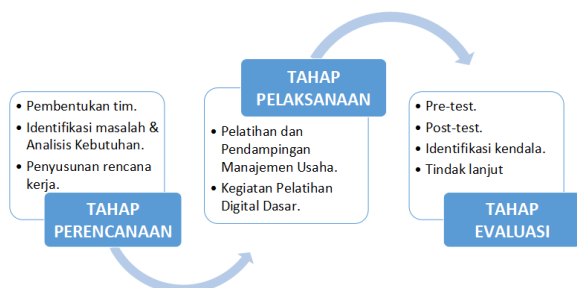 • Pembentukan tim.
• Identifikasi masalah &
Analisis Kebutuhan.
• Penyusunan rencana
kerja.
TAHAP
PERENCANAAN
TAHAP
PELAKSANAAN
• Pelatihan dan
Pendampingan
Manajemen Usaha.
• Kegiatan Pelatihan
Digital Dasar.
• Pre-test.
• Post-test.
• Identifikasi kendala.
• Tindak lanjut
TAHAP
EVALUASI